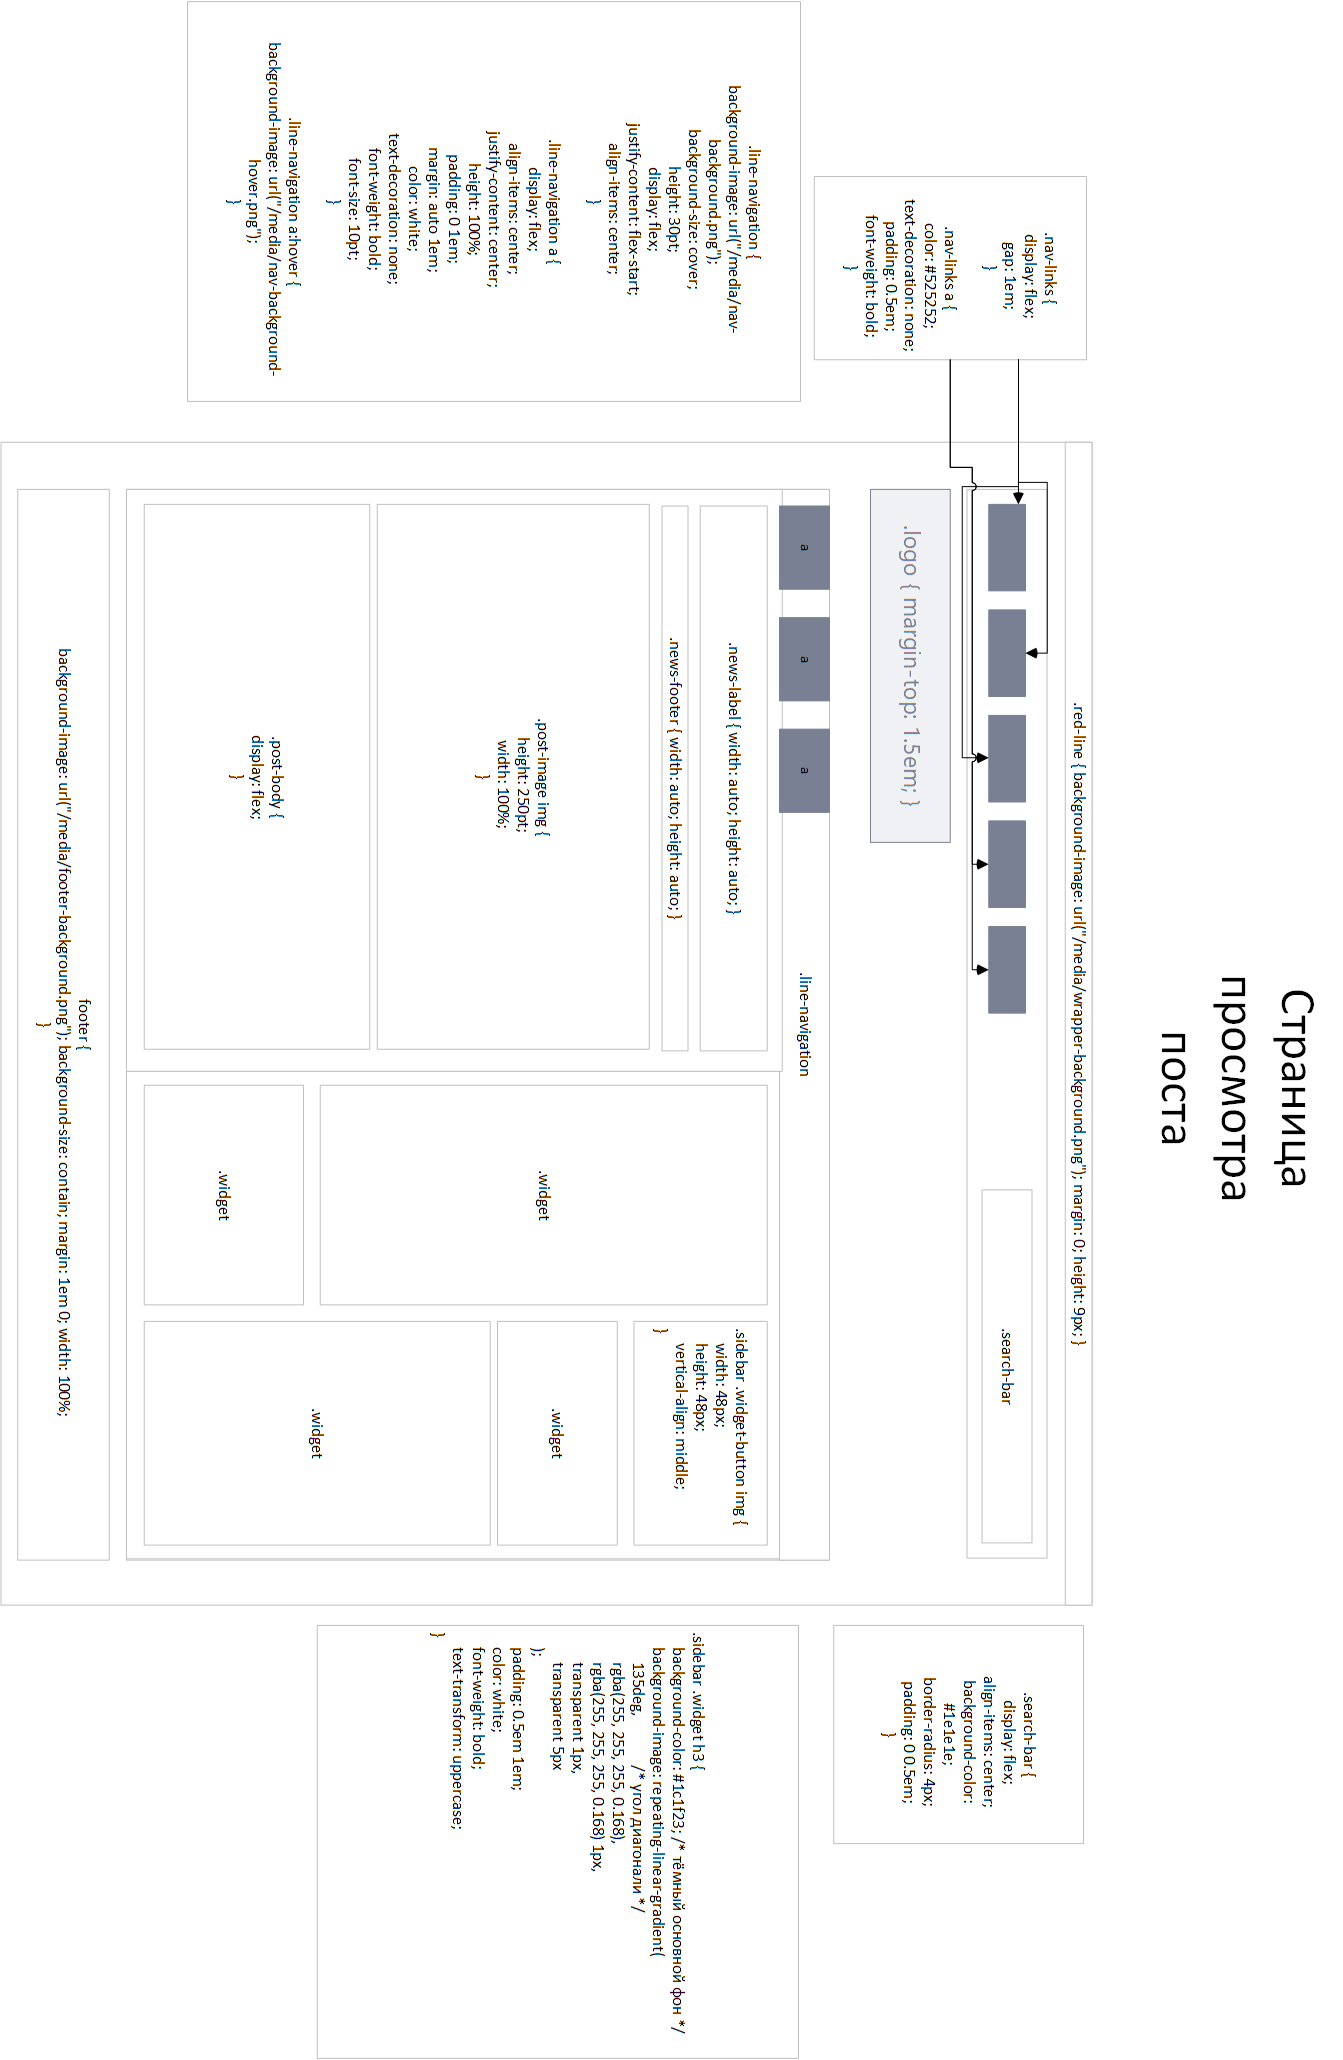 Страница
просмотра
поста
.nav-links {
display: flex;
gap: 1em;
}
.nav-links a {
color: #525252;
text-decoration: none;
padding: 0.5em;
font-weight: bold;
}
.line-navigation {
background-image: url("/media/nav-
background.png");
background-size: cover;
height: 30pt;
display: flex;
justify-content: flex-start;
align-items: center;
}
.line-navigation a {
display: flex;
align-items: center;
justify-content: center;
height: 100%;
padding: 0 1em;
margin: auto 1em;
color: white;
text-decoration: none;
font-weight: bold;
font-size: 10pt;
}
.line-navigation a:hover {
background-image: url("/media/nav-background-
hover.png");
}
.red-line { background-image: url("/media/wrapper-background.png"); margin: 0; height: 9px; }
.search-bar
.logo { margin-top: 1.5em; }
a
a
a
.line-navigation
.news-label { width: auto; height: auto; }
.news-footer { width: auto; height: auto; }
.post-image img {
height: 250pt;
width: 100%;
}
.post-body {
display: flex;
}
.widget
.widget
.sidebar .widget-button img {
width: 48px;
height: 48px;
vertical-align: middle;
}
.widget
.widget
footer {
background-image: url("/media/footer-background.png"); background-size: contain; margin: 1em 0; width: 100%;
}
.search-bar {
display: flex;
align-items: center;
background-color:
#1e1e1e;
border-radius: 4px;
padding: 0 0.5em;
}
.sidebar .widget h3 {
background-color: #1c1f23; /* тёмный основной фон */
background-image: repeating-linear-gradient(
135deg, /* угол диагонали */
rgba(255, 255, 255, 0.168),
rgba(255, 255, 255, 0.168) 1px,
transparent 1px,
transparent 5px
);
padding: 0.5em 1em;
color: white;
font-weight: bold;
text-transform: uppercase;
}